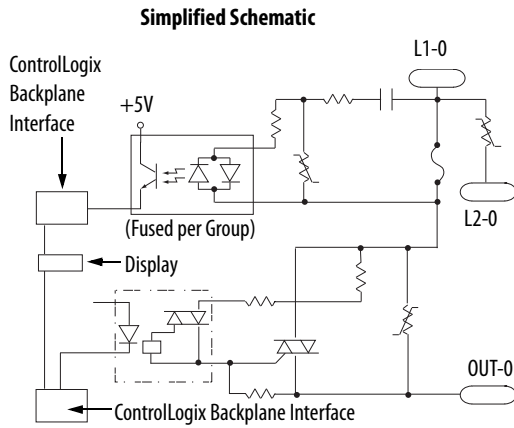 Simplified Schematic
ControlLogix
Backplane
Interface
+5V
L1-0
L2-0
(Fused per Group)
Display
OUT-0
ControlLogix Backplane Interface